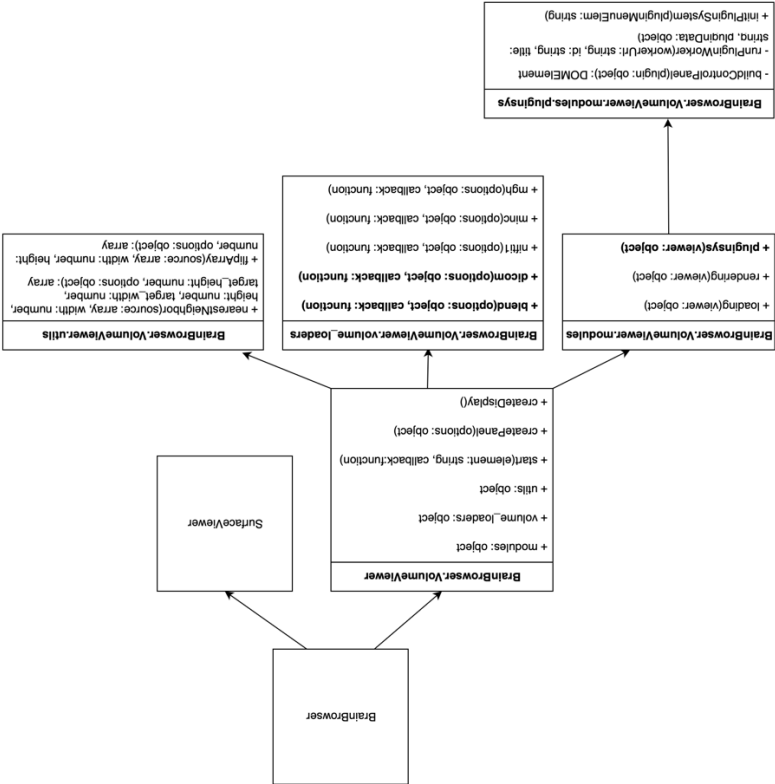 BrainBrowser
SurfaceViewer
BrainBrowser.VolumeViewer
+ modules: object
+ volume_loaders: object
+ utils: object
+ start(element: string, callback:function)
+ createPanel(options: object)
+ createDisplay()
BrainBrowser.VolumeViewer.modules
+ loading(viewer: object)
+ rendering(viewer: object)
+ pluginsys(viewer: object)
BrainBrowser.VolumeViewer.volume_loaders
+ blend(option: object, callback: function)
+ dicom(options: object, callback: function)
+ nifti1(options: object, callback: function)
+ minc(options: object, callback: function)
+ mgh(options: object, callback: function)
BrainBrowser.VolumeViewer.utils
+ nearestNeighbor(source: array, width: number,
height: number, target_width: number,
target_height: number, options: object): array
+ flipArray(source: array, width: number, height:
number, options: object): array
BrainBrowser.VolumeViewer.modules.pluginsys
- buildControlPanel(plugin: object): DOMElement
- runPluginWorker(workerUrl: string, id: string, title:
string, pluginData: object)
+ initPluginSystem(pluginMenuElem: string)